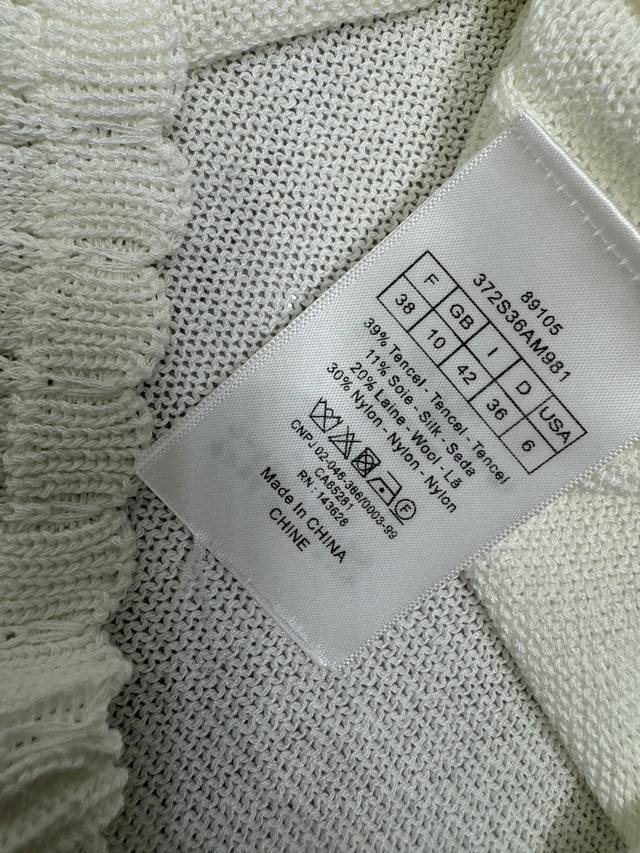 89105
372S36AM981
F GB I D USA
38 10 42 36 6
39% Tencel - Tencel - Tencel
11% Soie - Silk - Seda
20% Laine - Wool - Lã
30% Nylon - Nylon - Nylon
CNPJ 02-046-366/0003-99
CA65281
RN: 143628
Made In CHINA
CHINE